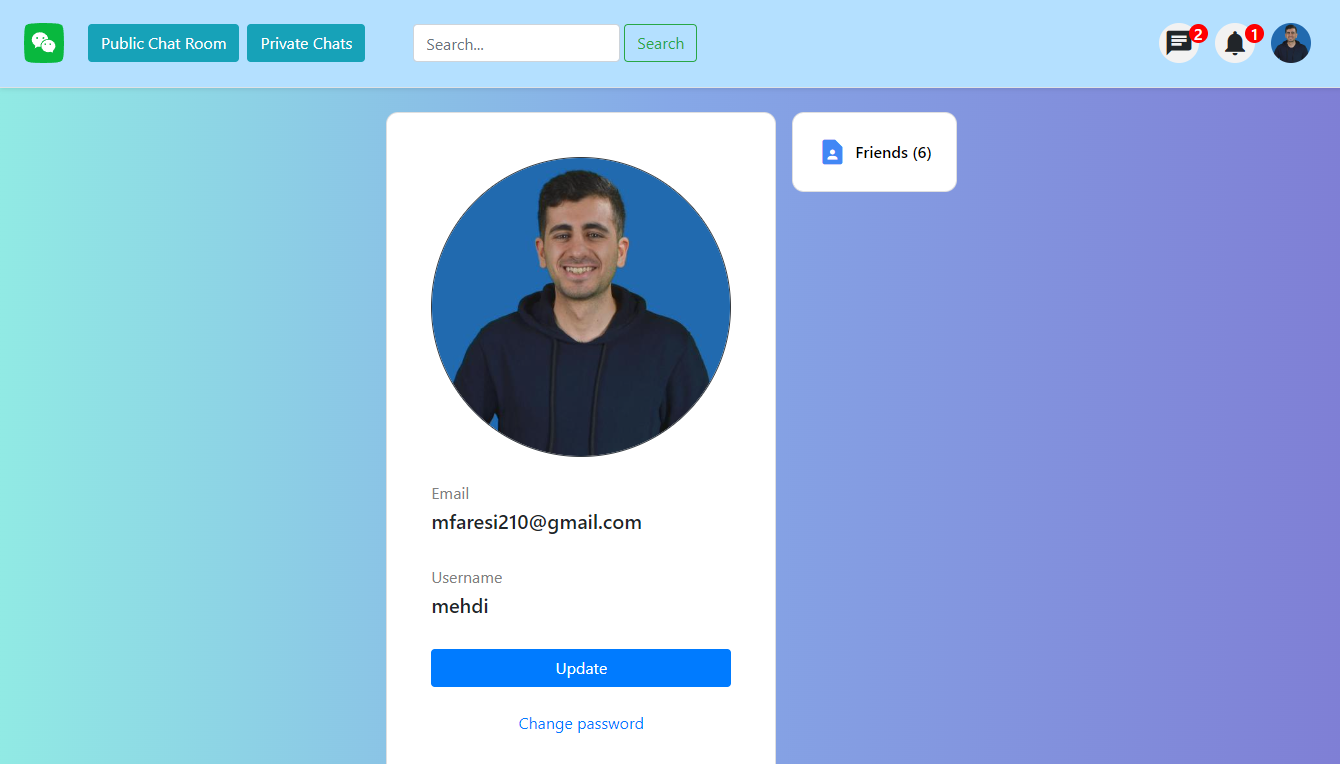 Public Chat Room
Private Chats
Search...
Search
2
1
Friends (6)
Email
mfaresi210@gmail.com
Username
mehdi
Update
Change password